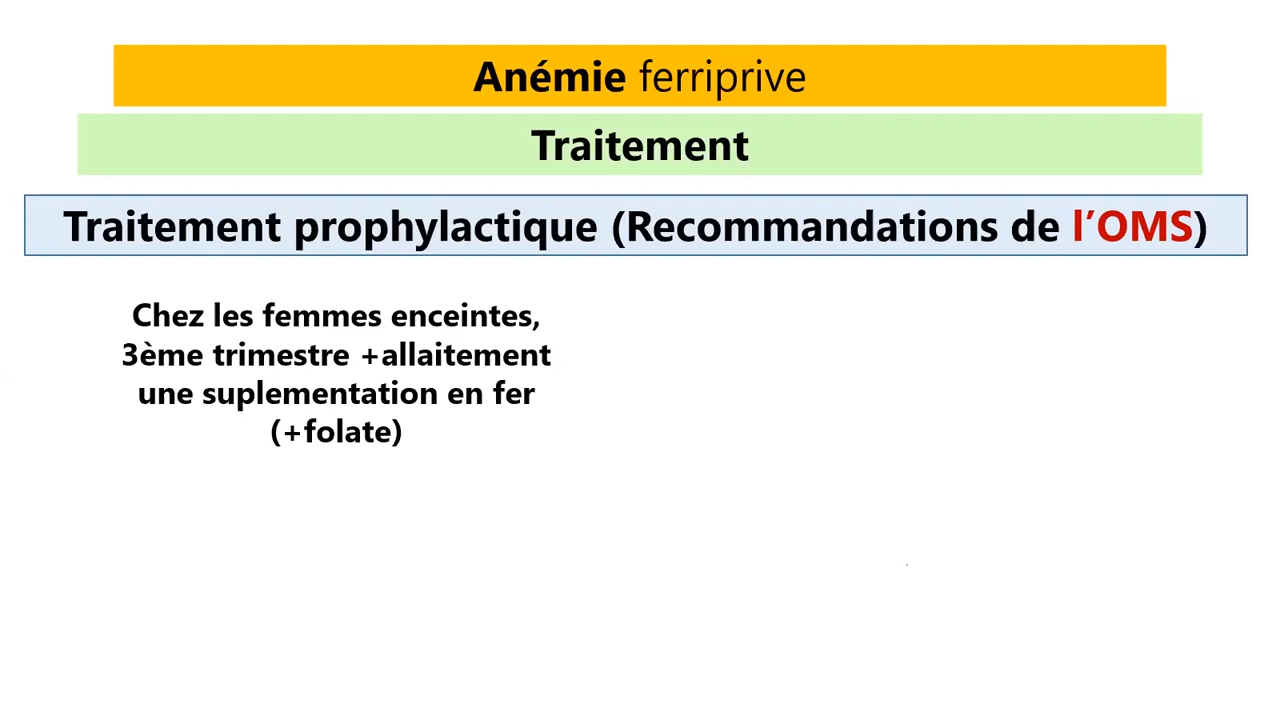 Anémie ferriprive
Traitement
Traitement prophylactique (Recommandations de l’OMS)
Chez les femmes enceintes,
3ème trimestre +allaitement
une suplementation en fer
(+folate)